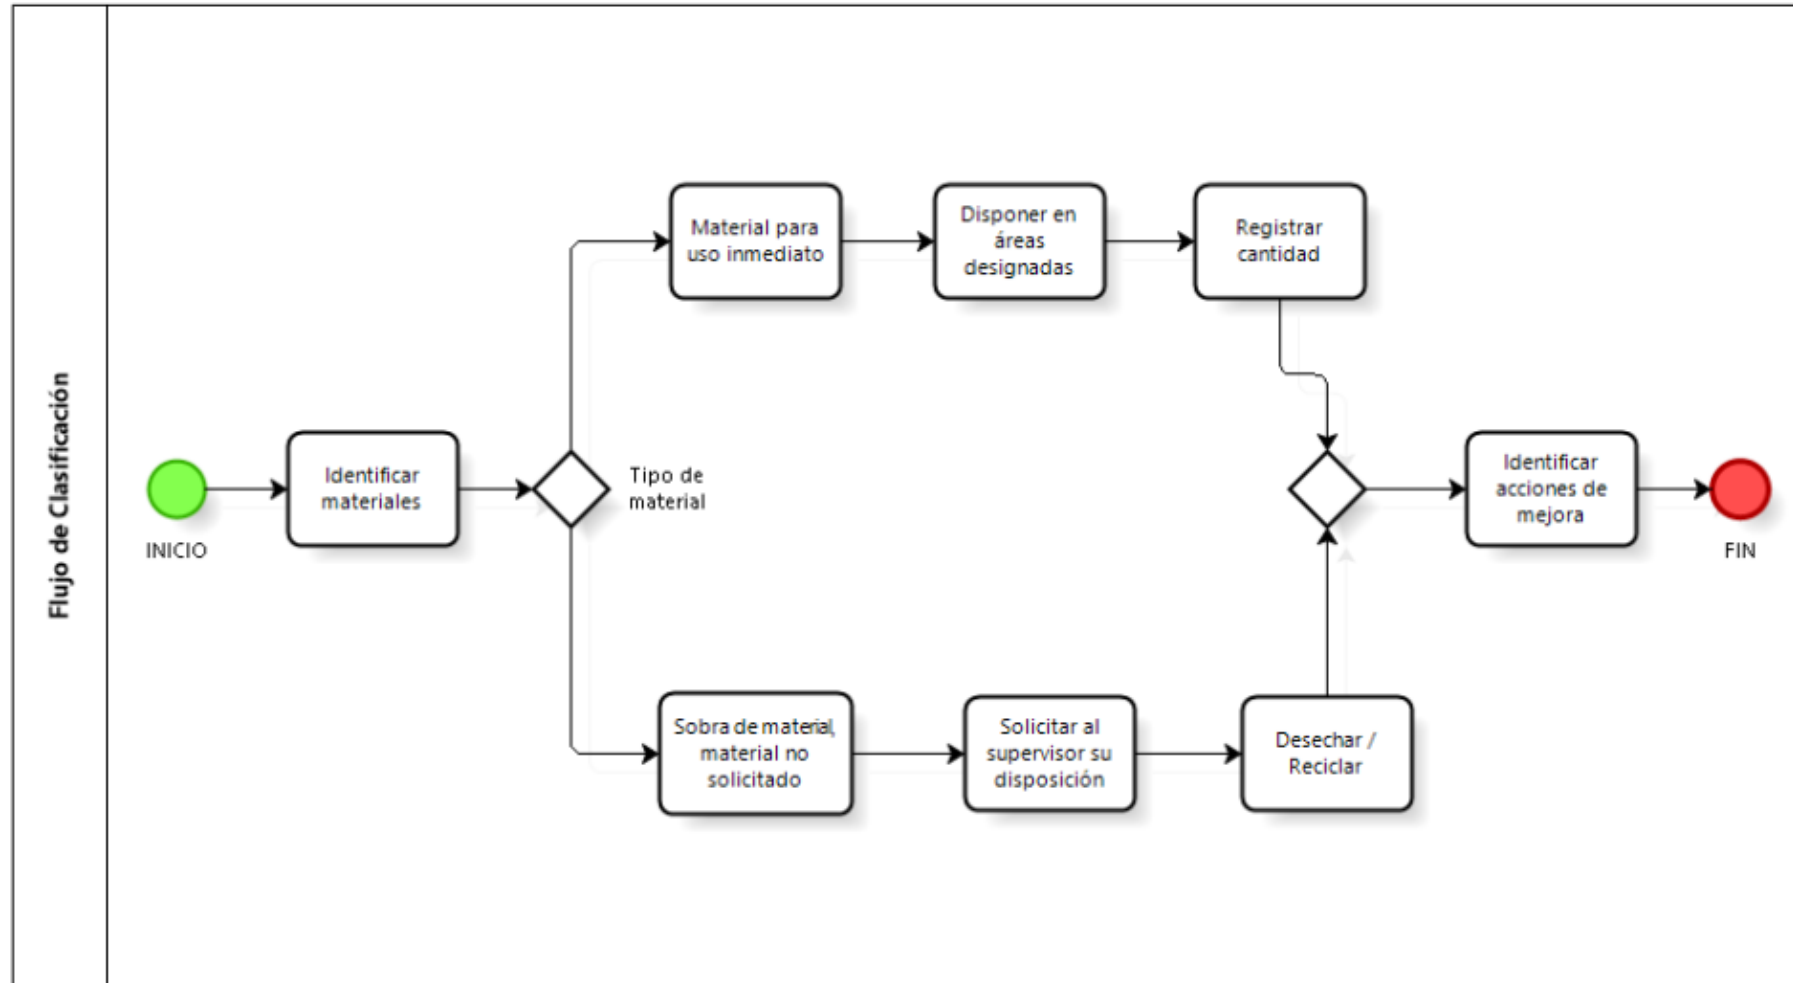 Flujo de Clasificación
INICIO
Identificar
materiales
Tipo de
material
Material para
uso inmediato
Disponer en
áreas
designadas
Registrar
cantidad
Sobra de material,
material no
solicitado
Solicitar al
supervisor su
disposición
Desechar /
Reciclar
Identificar
acciones de
mejora
FIN